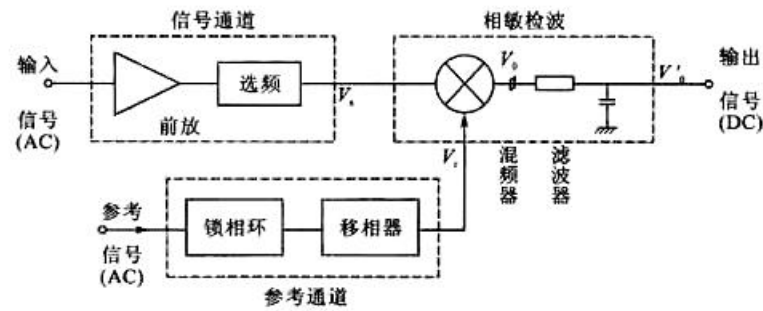 信号通道
相敏检波
输入
信号
(AC)
选频
前放
Vs
V0
V'0
输出
信号
(DC)
Vr
混频器
滤波器
参考
信号
(AC)
锁相环
移相器
参考通道